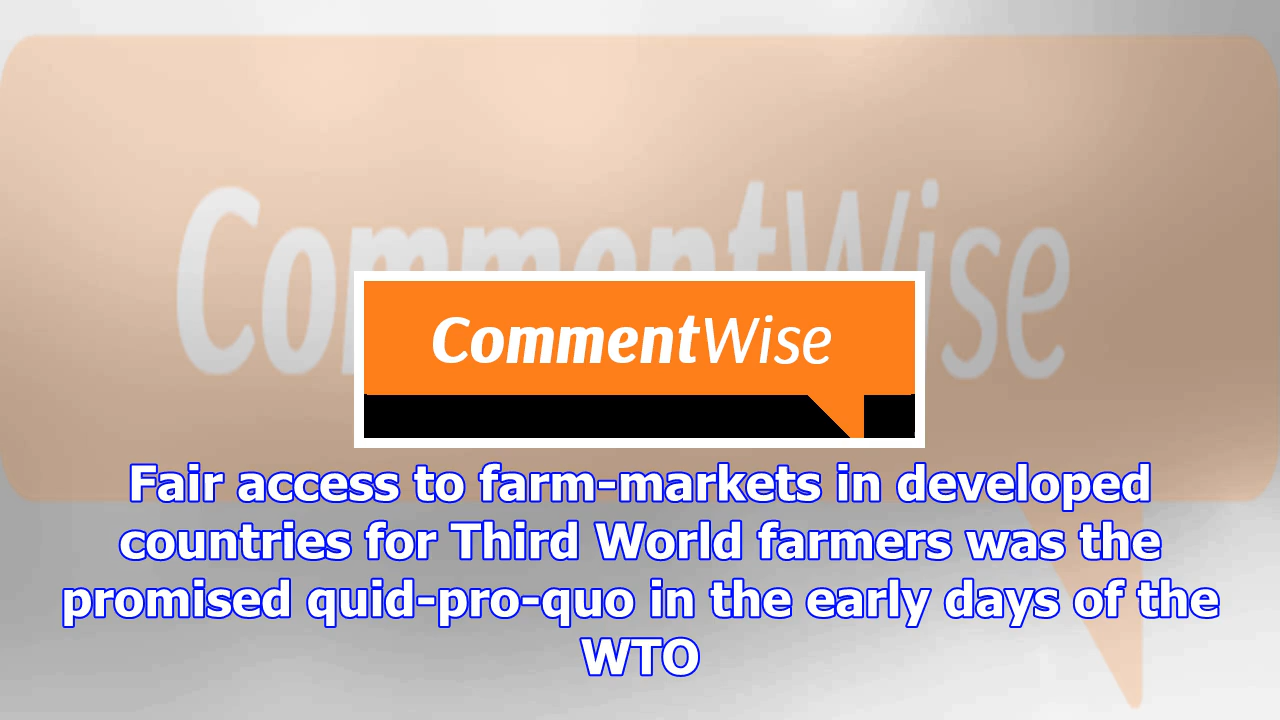 CommentWise
CommentWise
Fair access to farm-markets in developed
countries for Third World farmers was the
promised quid-pro-quo in the early days of the
WTO